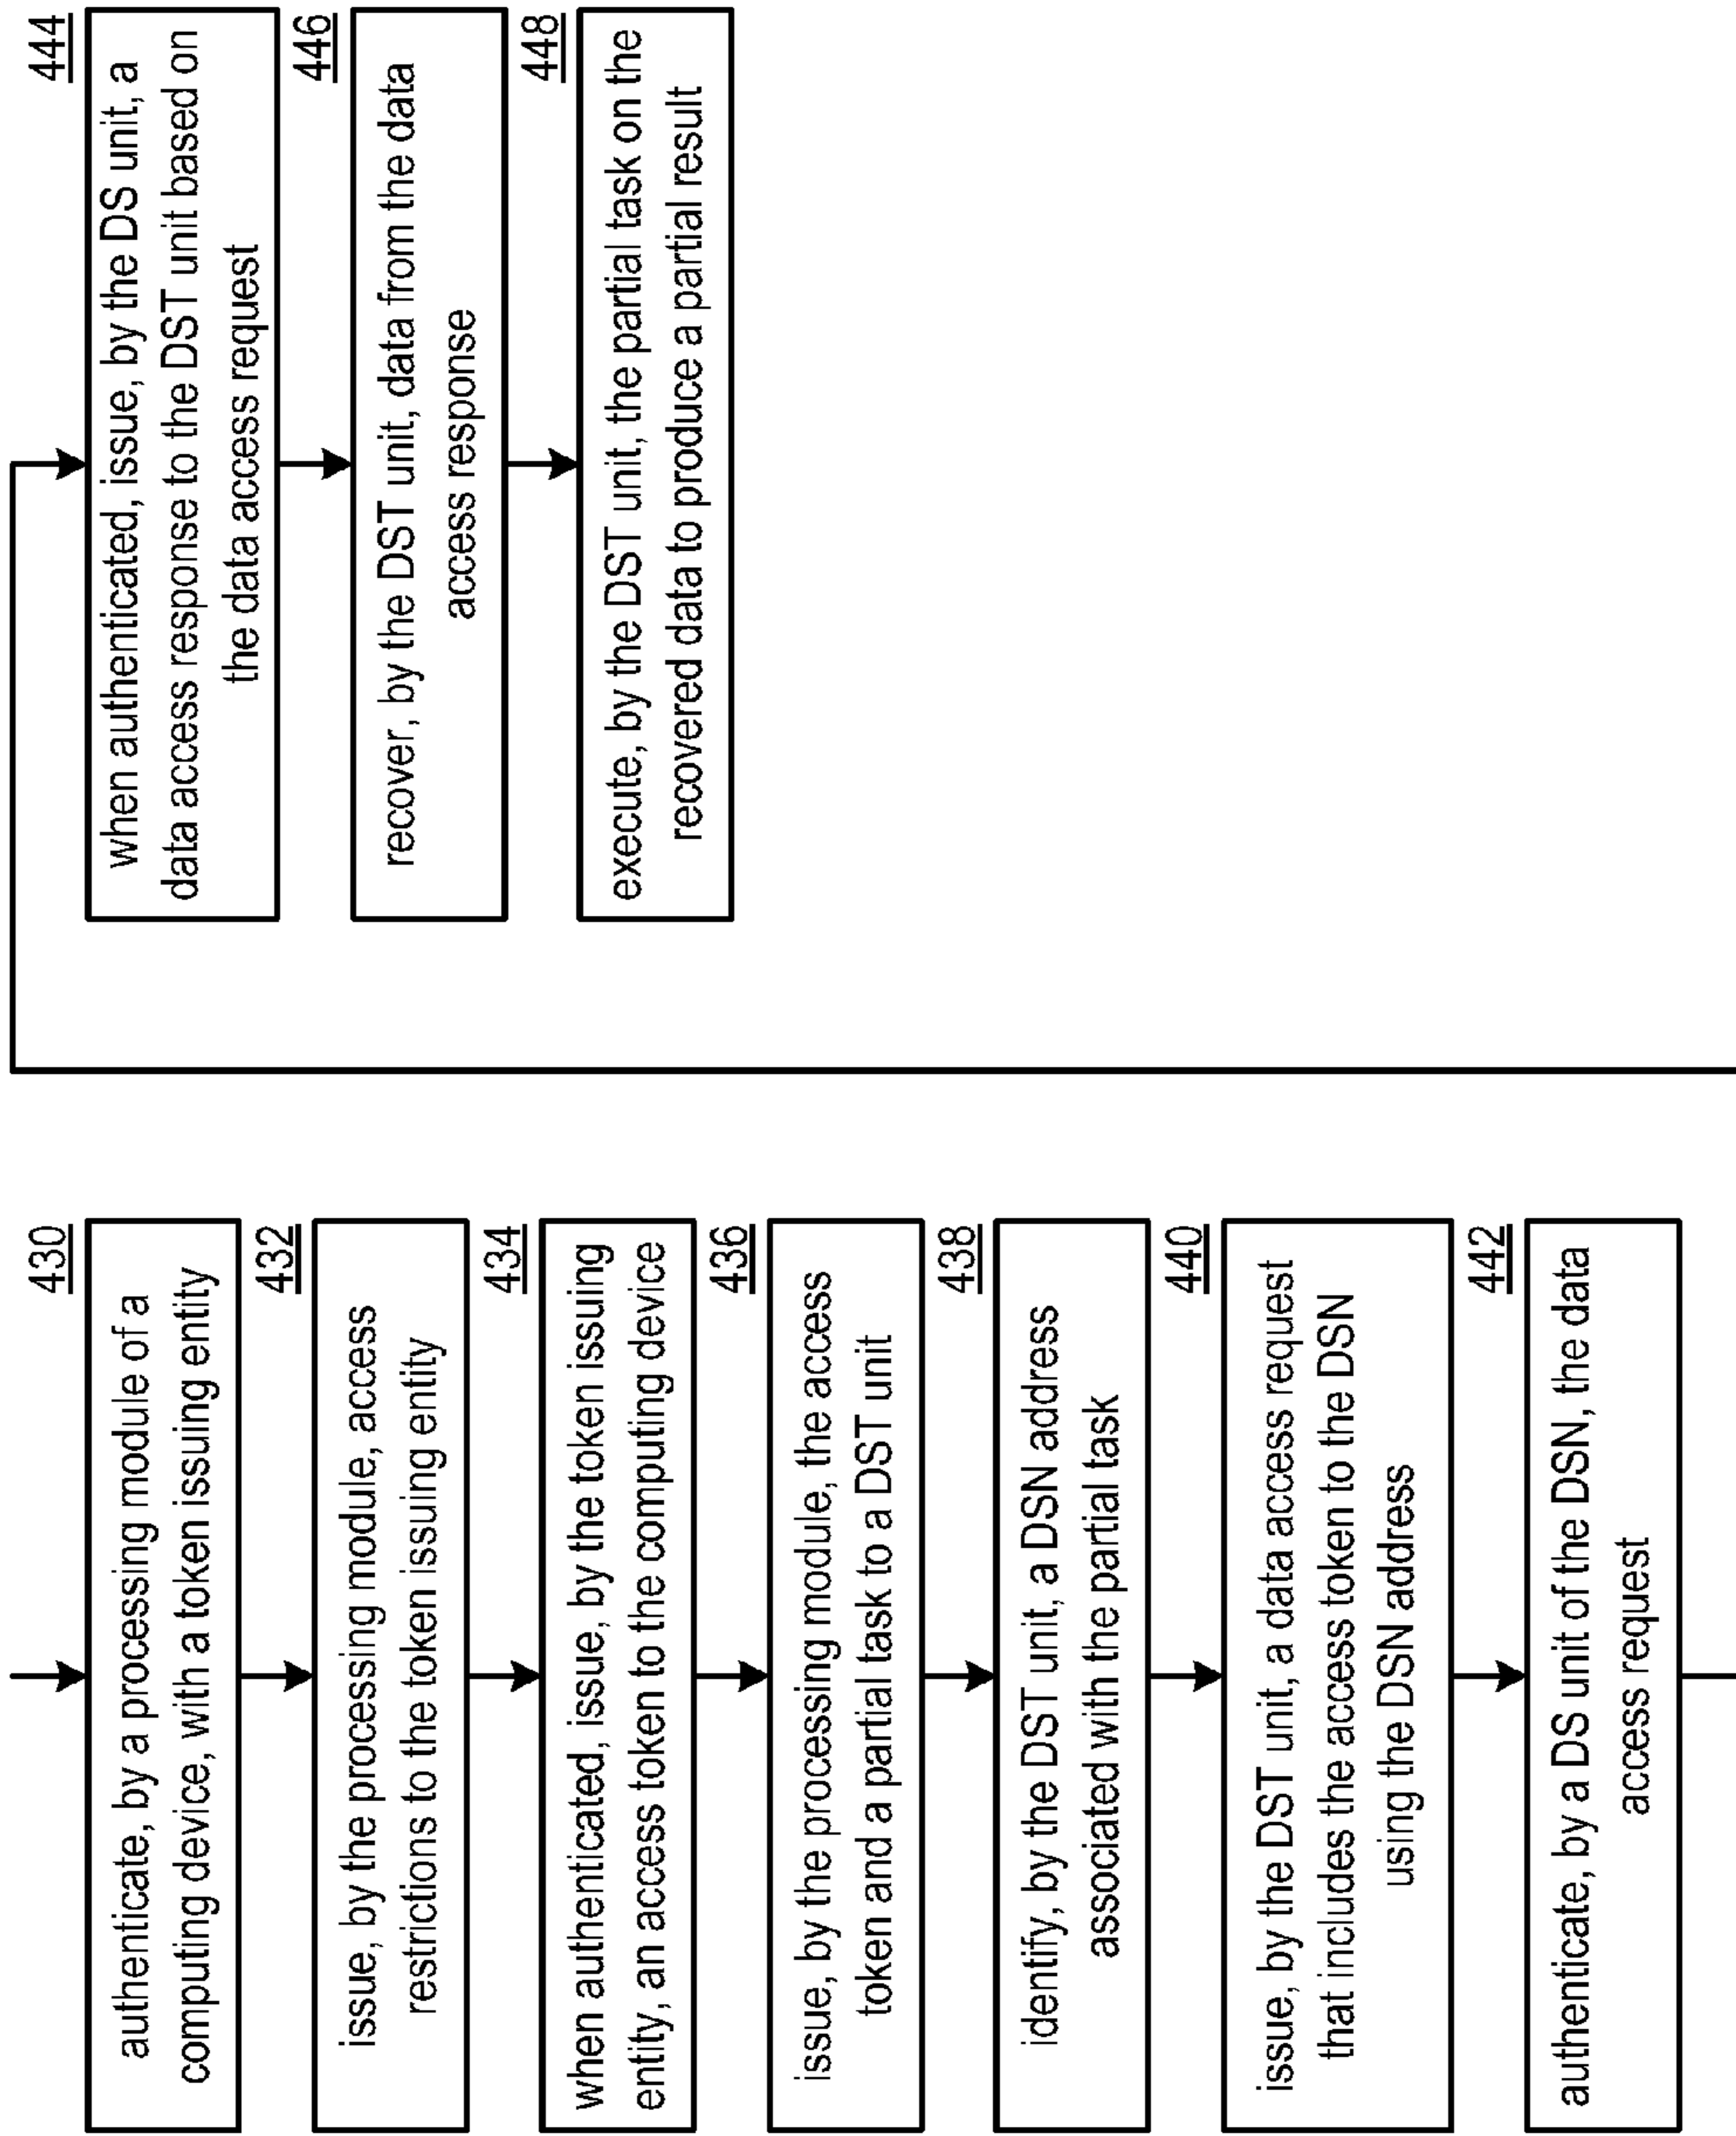 430
authenticate, by a processing module of a
computing device, with a token issuing entity
432
issue, by the processing module, access
restrictions to the token issuing entity
434
when authenticated, issue, by the token issuing
entity, an access token to the computing device
436
issue, by the processing module, the access
token and a partial task to a DST unit
438
identify, by the DST unit, a DSN address
associated with the partial task
440
issue, by the DST unit, a data access request
that includes the access token to the DSN
using the DSN address
442
authenticate, by a DS unit of the DSN, the data
access request
444
when authenticated, issue, by the DS unit, a
data access response to the DST unit based on
the data access request
446
recover, by the DST unit, data from the data
access response
448
execute, by the DST unit, the partial task on the
recovered data to produce a partial result